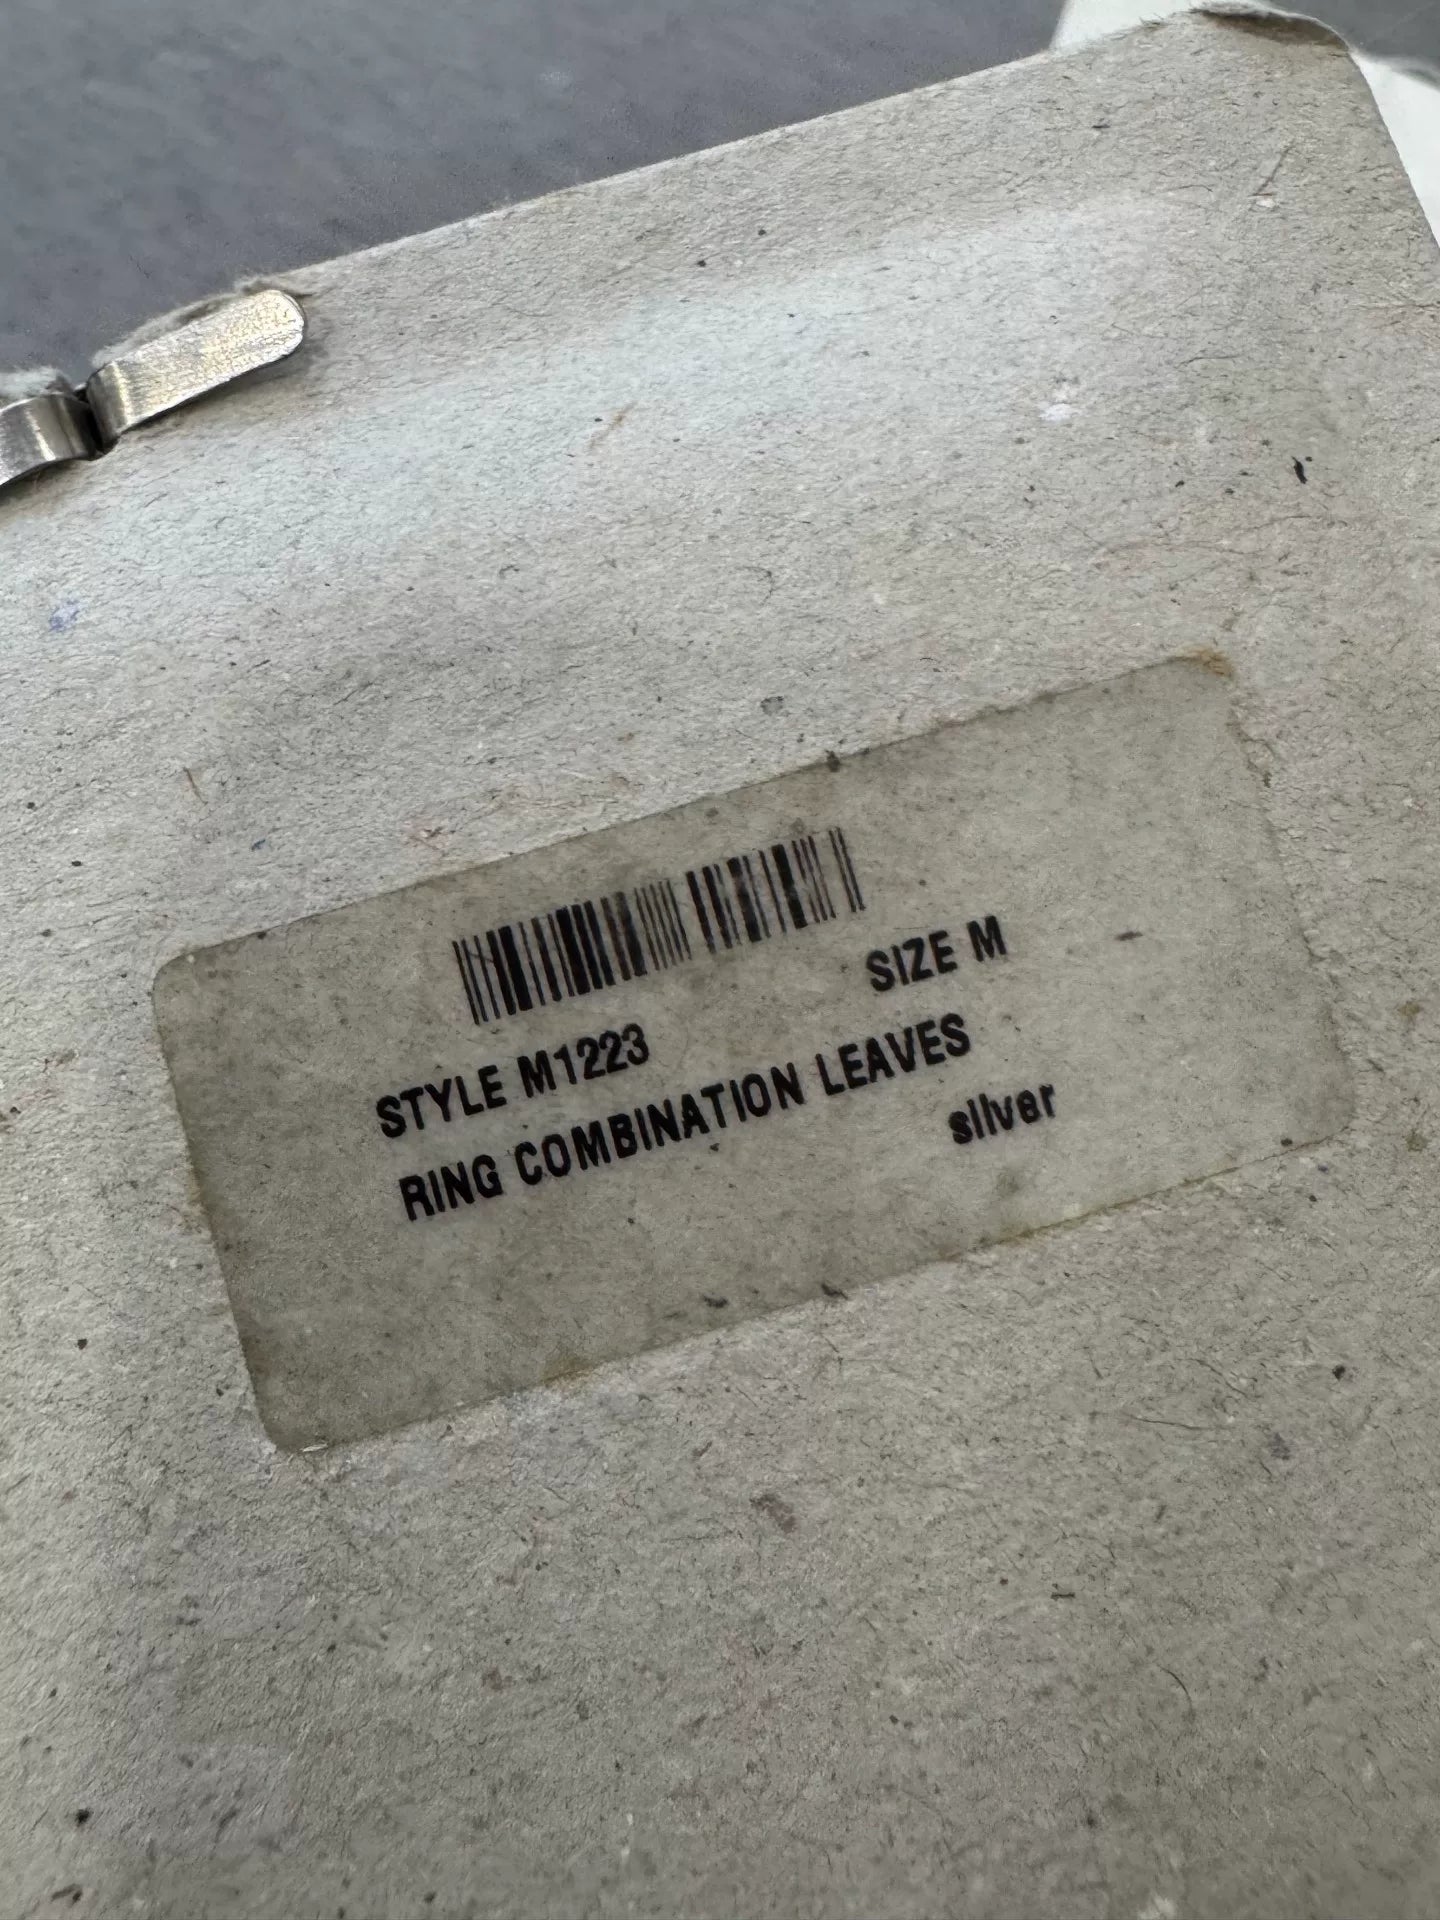 SIZE M
STYLE M1223
RING COMBINATION LEAVES
silver